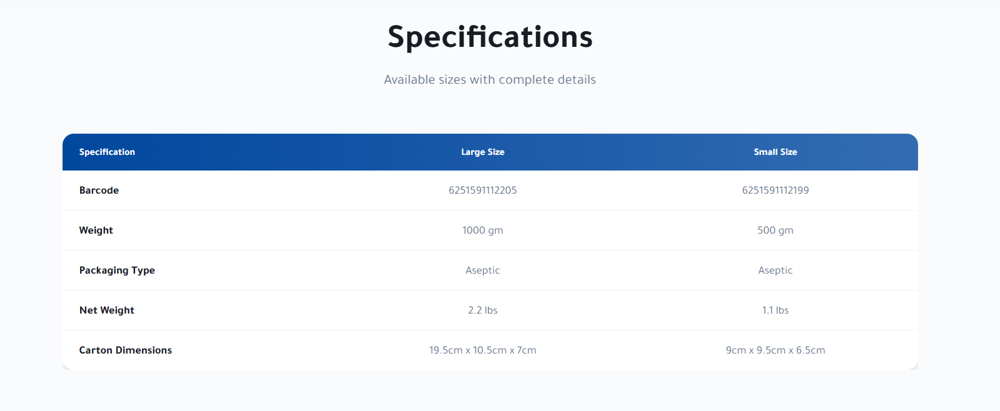 Specifications
Available sizes with complete details
Specification Large Size Small Size
Barcode 6251591112205 6251591112199
Weight 1000 gm 500 gm
Packaging Type Aseptic Aseptic
Net Weight 2.2 lbs 1.1 lbs
Carton Dimensions 19.5cm x 10.5cm x 7cm 9cm x 9.5cm x 6.5cm